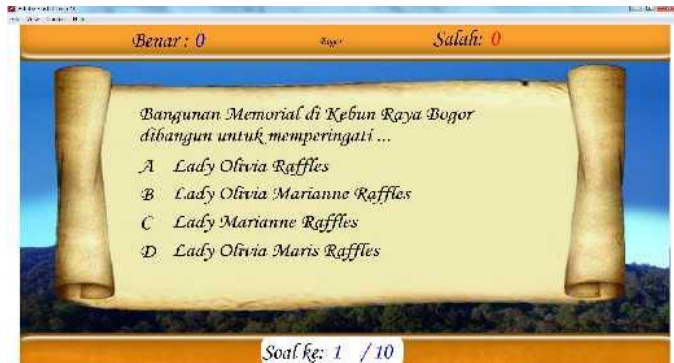 Benar : 0 Bogor Salah: 0
Bangunan Memorial di Kebun Raya Bogor
dibangun untuk memperingati ...
A Lady Olivia Raffles
B Lady Olivia Marianne Raffles
C Lady Marianne Raffles
D Lady Olivia Maris Raffles
Soal ke: 1 / 10